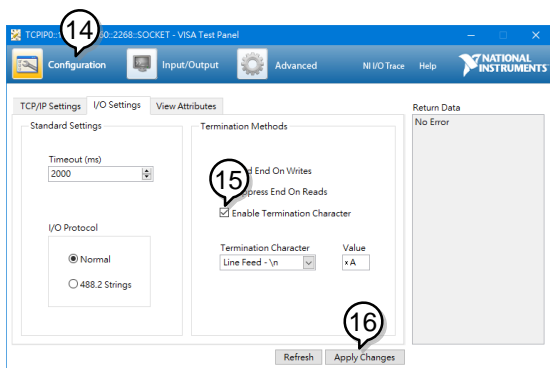 TCPIP0::1 60::2268::SOCKET - VISA Test Panel
14
Configuration
Input/Output
Advanced
NI I/O Trace
Help
NATIONAL
INSTRUMENTS
TCP/IP Settings
I/O Settings
View Attributes
Return Data
No Error
Standard Settings
Timeout (ms)
2000
I/O Protocol
Normal
488.2 Strings
Termination Methods
End On Writes
15
End On Reads
Enable Termination Character
Termination Character
Value
Line Feed - \n
xA
16
Refresh
Apply Changes